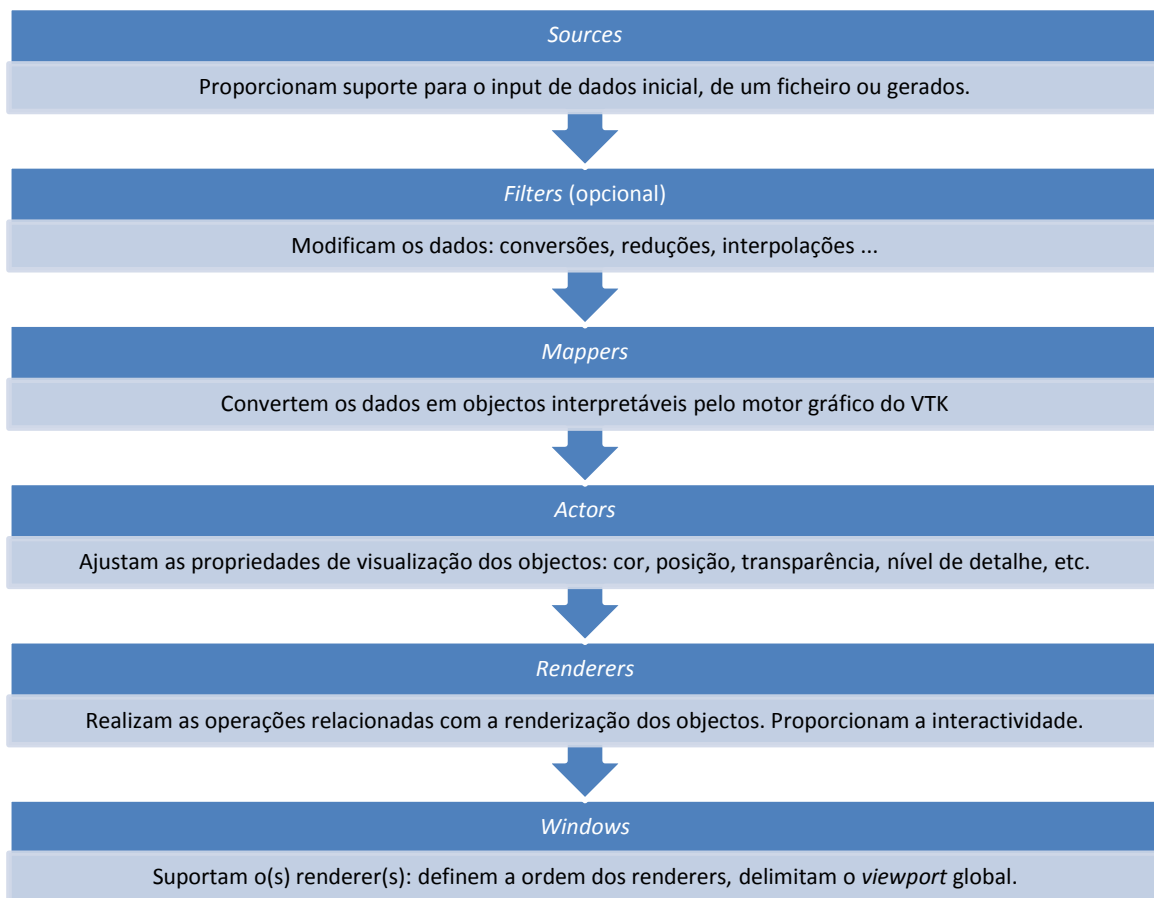 Sources
Proporcionam suporte para o input de dados inicial, de um ficheiro ou gerados.
Filters (opcional)
Modificam os dados: conversões, reduções, interpolações ...
Mappers
Convertem os dados em objectos interpretáveis pelo motor gráfico do VTK
Actors
Ajustam as propriedades de visualização dos objectos: cor, posição, transparência, nível de detalhe, etc.
Renderers
Realizam as operações relacionadas com a renderização dos objectos. Proporcionam a interactividade.
Windows
Suportam o(s) renderer(s): definem a ordem dos renderers, delimitam o viewport global.